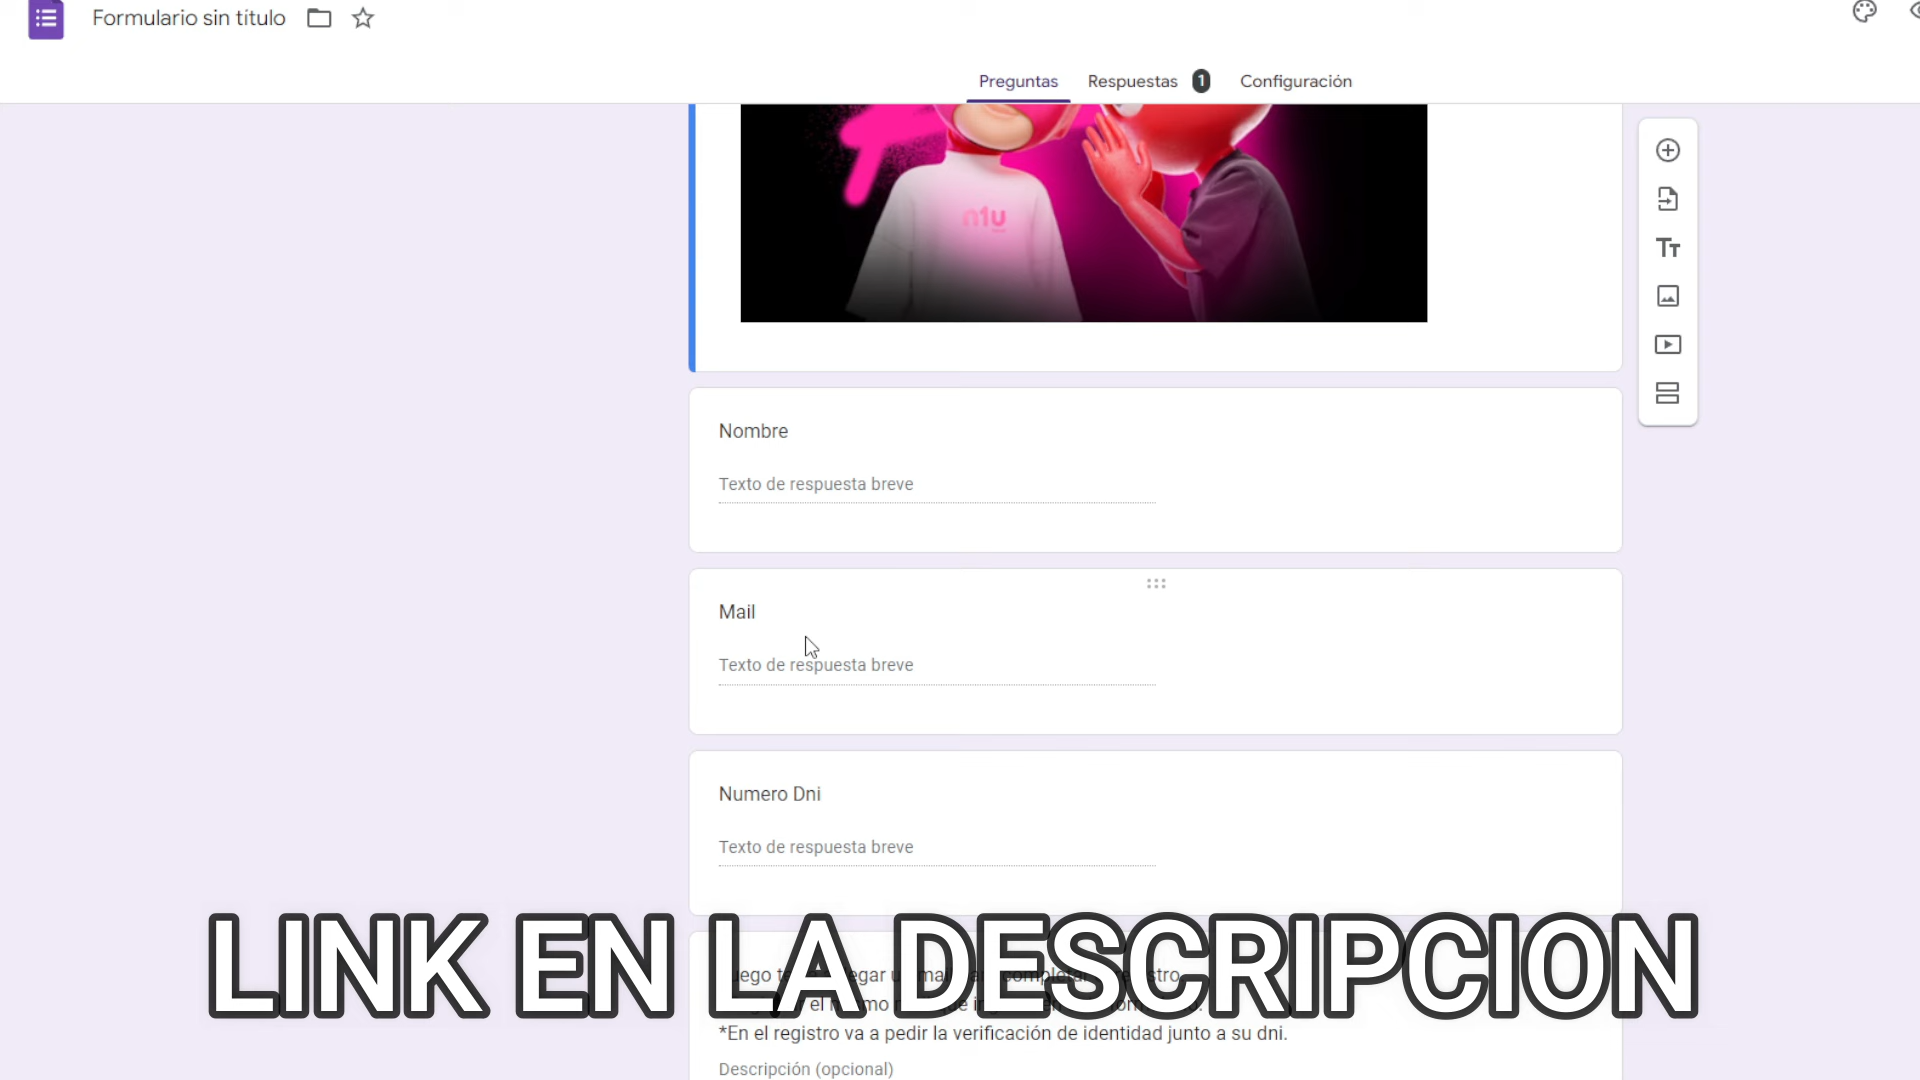 Formulario sin título
Preguntas
Respuestas 1
Configuración
n1u
Nombre
Texto de respuesta breve
Mail
Texto de respuesta breve
Numero Dni
Texto de respuesta breve
LINK EN LA DESCRIPCION
*En el registro va a pedir la verificación de identidad junto a su dni.
Descripción (opcional)